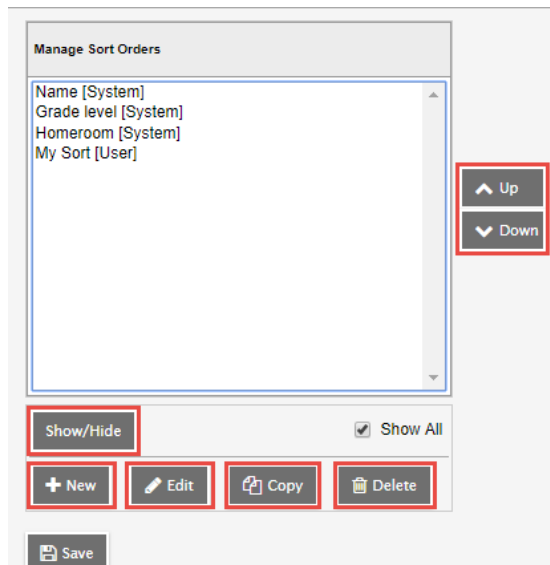 Manage Sort Orders
Name [System]
Grade level [System]
Homeroom [System]
My Sort [User]
Up
Down
Show/Hide
Show All
New
Edit
Copy
Delete
Save